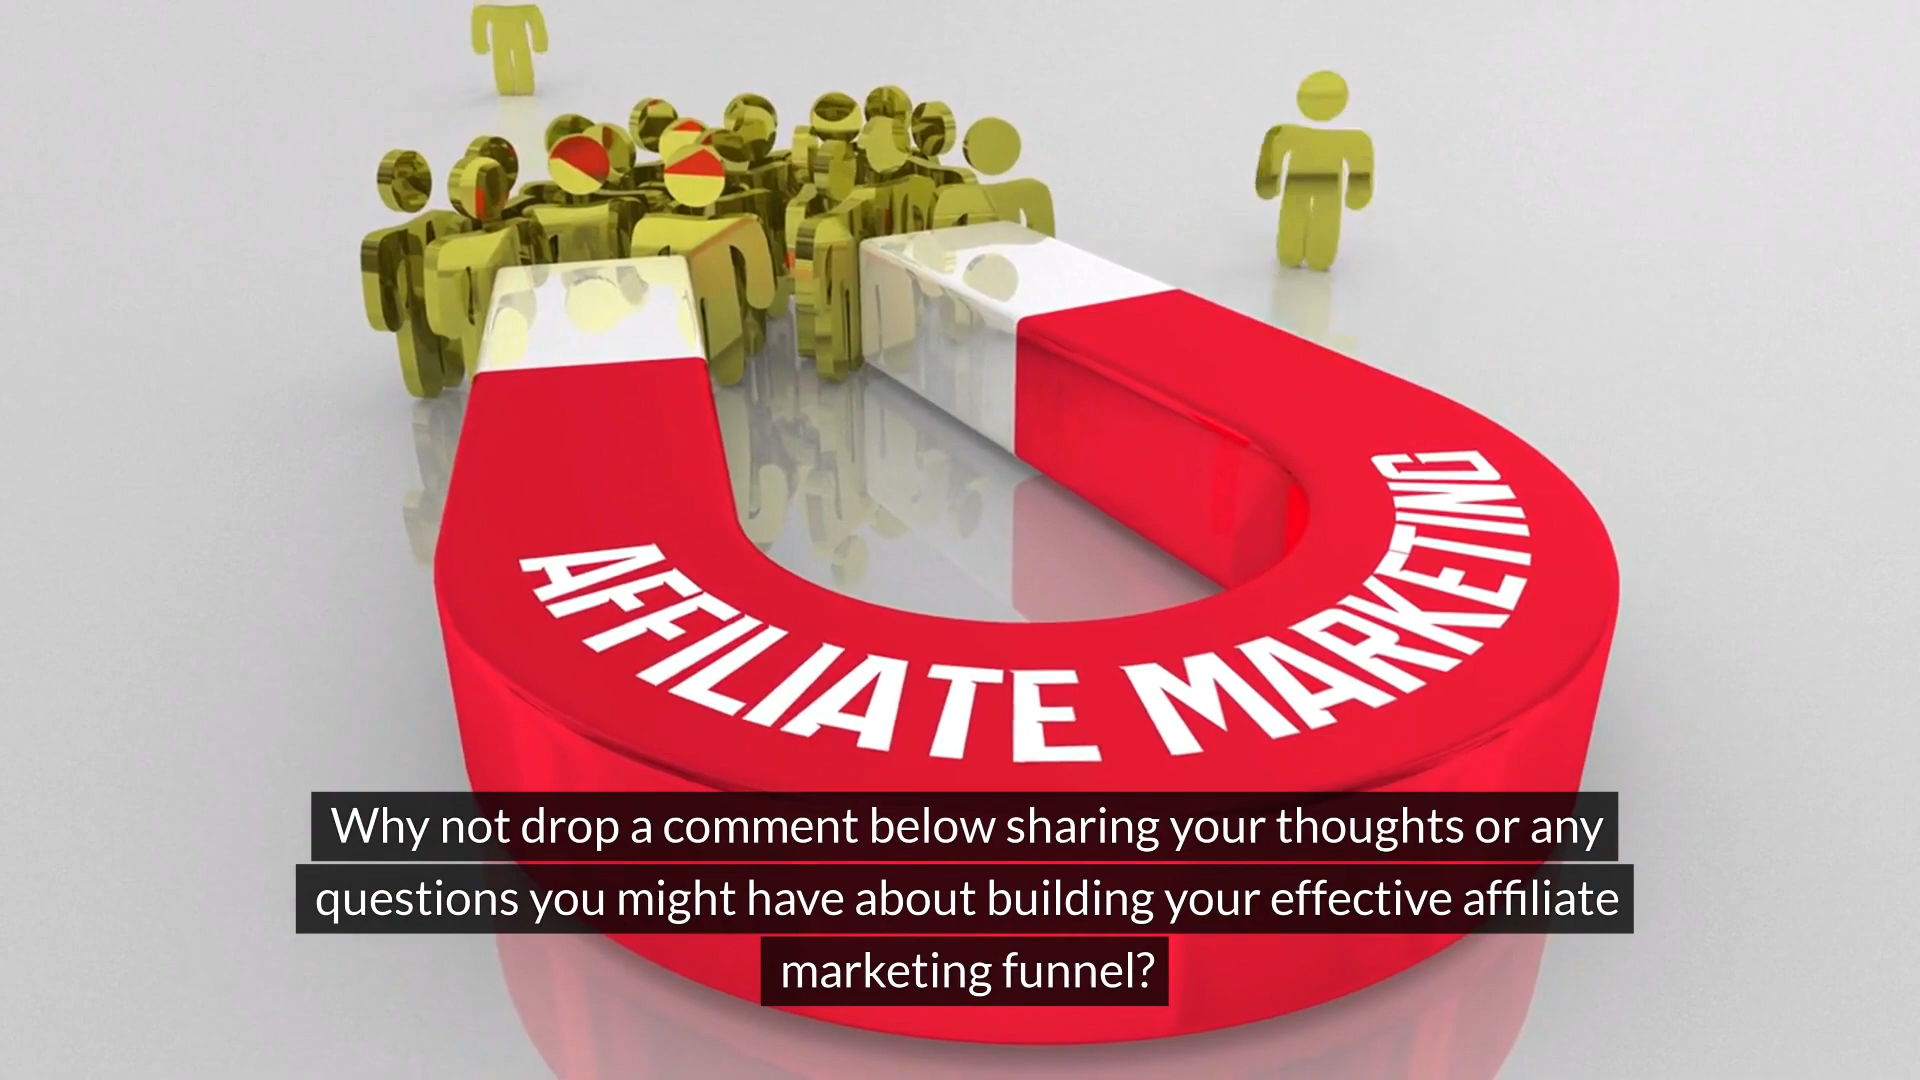 AFFILIATE MARKETING
Why not drop a comment below sharing your thoughts or any
questions you might have about building your effective affiliate
marketing funnel?